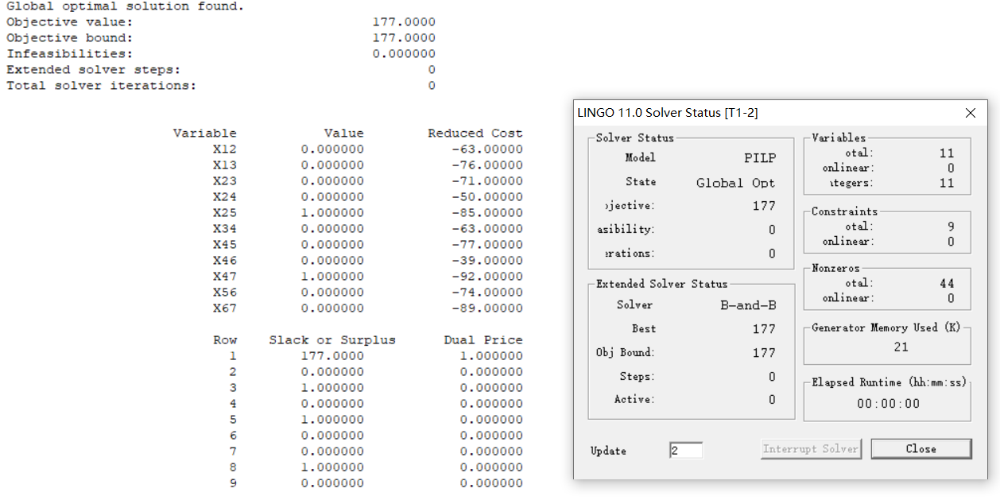 Global optimal solution found.
Objective value: 177.0000
Objective bound: 177.0000
Infeasibilities: 0.000000
Extended solver steps: 0
Total solver iterations: 0
Variable Value Reduced Cost
X12 0.000000 -63.00000
X13 0.000000 -76.00000
X23 0.000000 -71.00000
X24 0.000000 -50.00000
X25 1.000000 -85.00000
X34 0.000000 -63.00000
X45 0.000000 -77.00000
X46 0.000000 -39.00000
X47 1.000000 -92.00000
X56 0.000000 -74.00000
X67 0.000000 -89.00000
Row Slack or Surplus Dual Price
1 177.0000 1.000000
2 0.000000 0.000000
3 1.000000 0.000000
4 0.000000 0.000000
5 1.000000 0.000000
6 0.000000 0.000000
7 0.000000 0.000000
8 1.000000 0.000000
9 0.000000 0.000000
LINGO 11.0 Solver Status [T1-2]
Solver Status
Model PILP
State Global Opt
jective: 177
asibility: 0
erations: 0
Extended Solver Status
Solver B-and-B
Best 177
Obj Bound: 177
Steps: 0
Active: 0
Variables
otal: 11
onlinear: 0
tegers: 11
Constraints
otal: 9
onlinear: 0
Nonzeros
otal: 44
onlinear: 0
Generator Memory Used (K)
21
Elapsed Runtime (hh:mm:ss)
00:00:00
Update 2
Interrupt Solver
Close